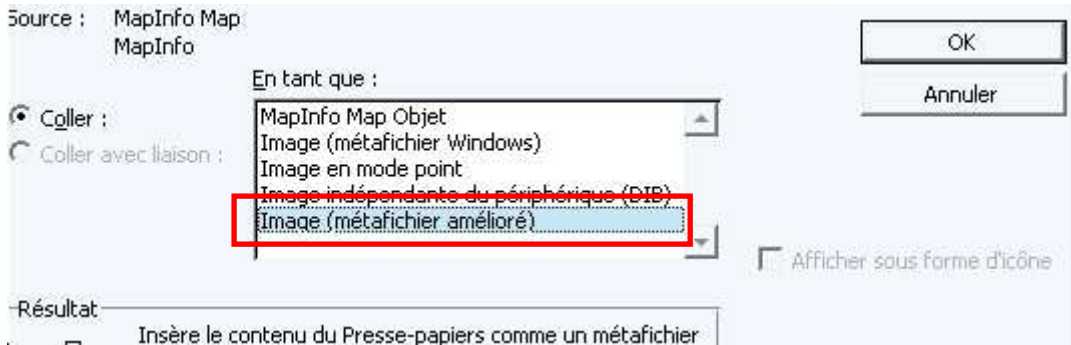 Source : MapInfo Map
MapInfo
OK
En tant que :
Annuler
Coller :
MapInfo Map Objet
Image (métafichier Windows)
Coller avec liaison :
Image en mode point
Image indépendante du périphérique (DIB)
Image (métafichier amélioré)
Afficher sous forme d'icône
Résultat
Insère le contenu du Presse-papiers comme un métafichier